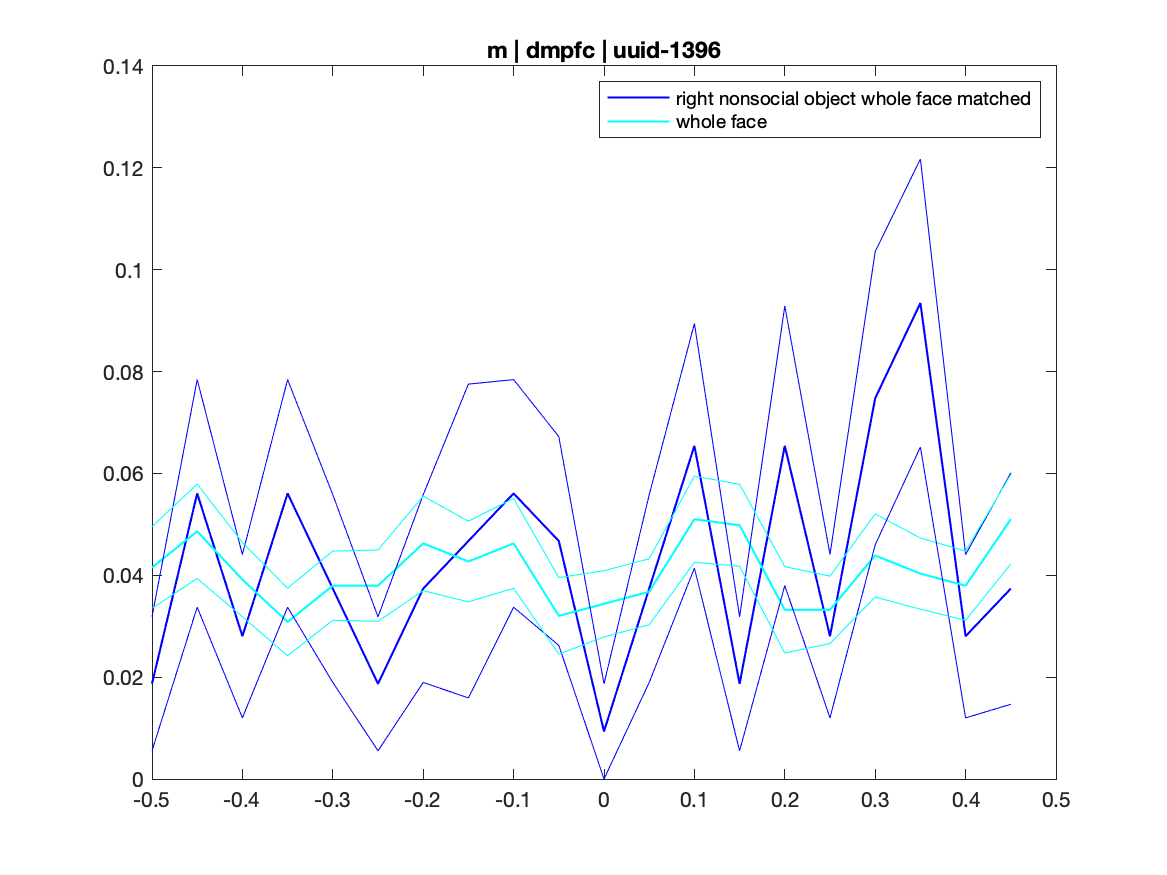 m | dmpfc | uuid-1396
right nonsocial object whole face matched
whole face
0.14
0.12
0.1
0.08
0.06
0.04
0.02
0
-0.5 -0.4 -0.3 -0.2 -0.1 0 0.1 0.2 0.3 0.4 0.5